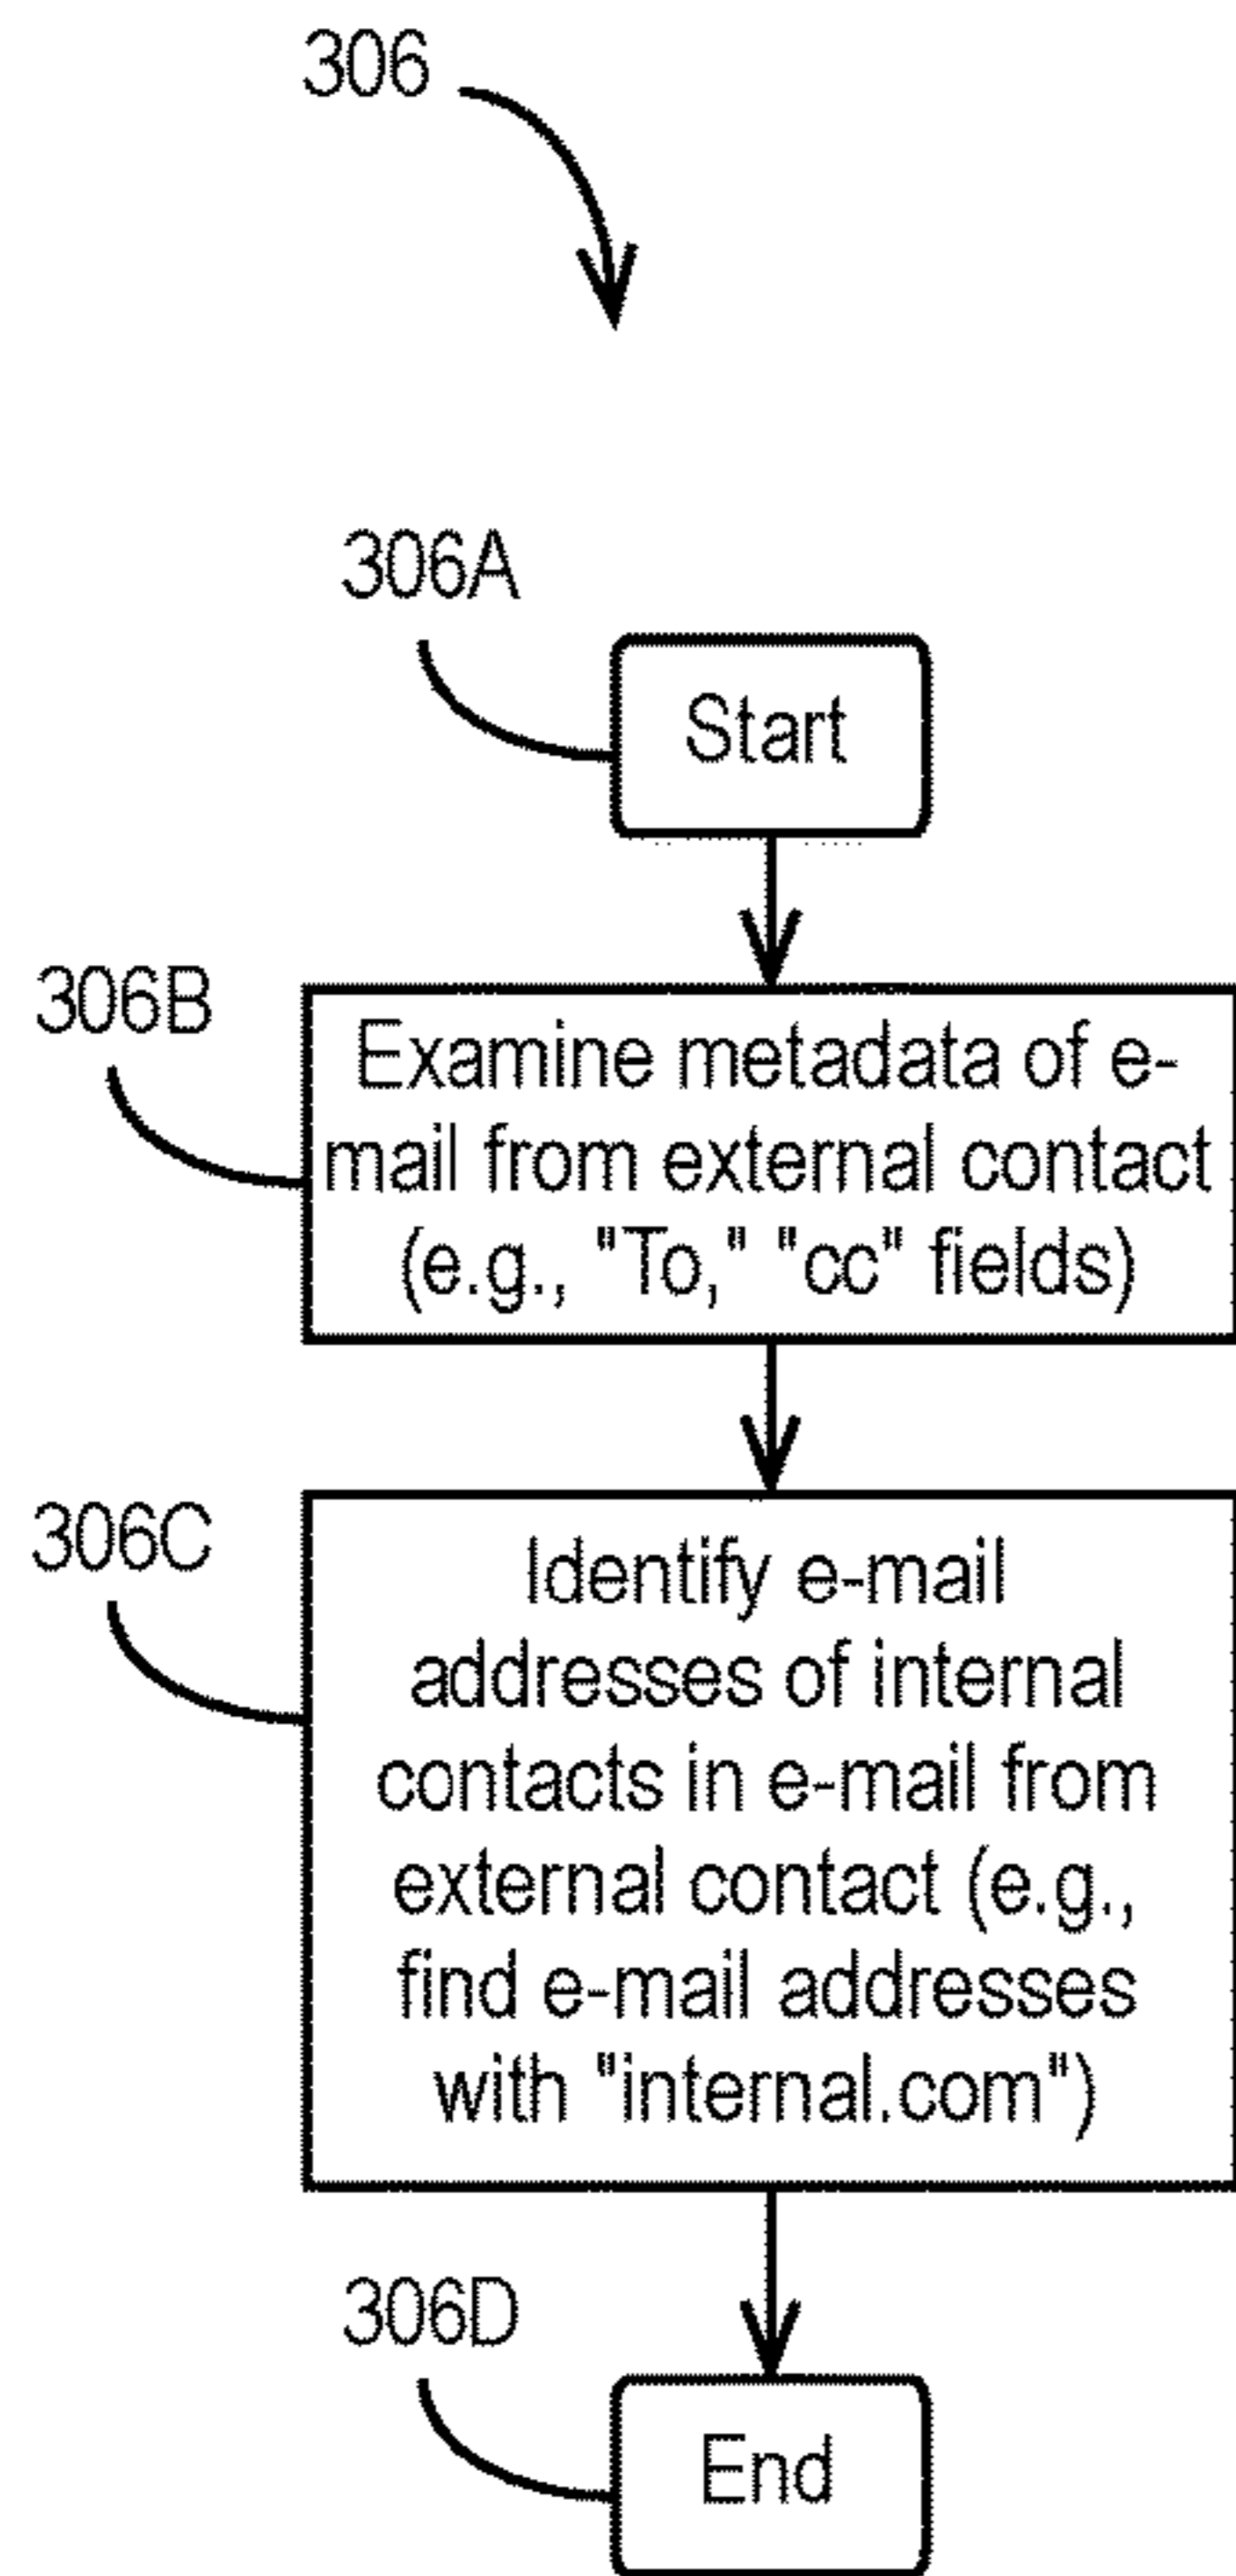 306
306A
Start
306B
Examine metadata of e-
mail from external contact
(e.g., "To," "cc" fields)
306C
Identify e-mail
addresses of internal
contacts in e-mail from
external contact (e.g.,
find e-mail addresses
with "internal.com")
306D
End